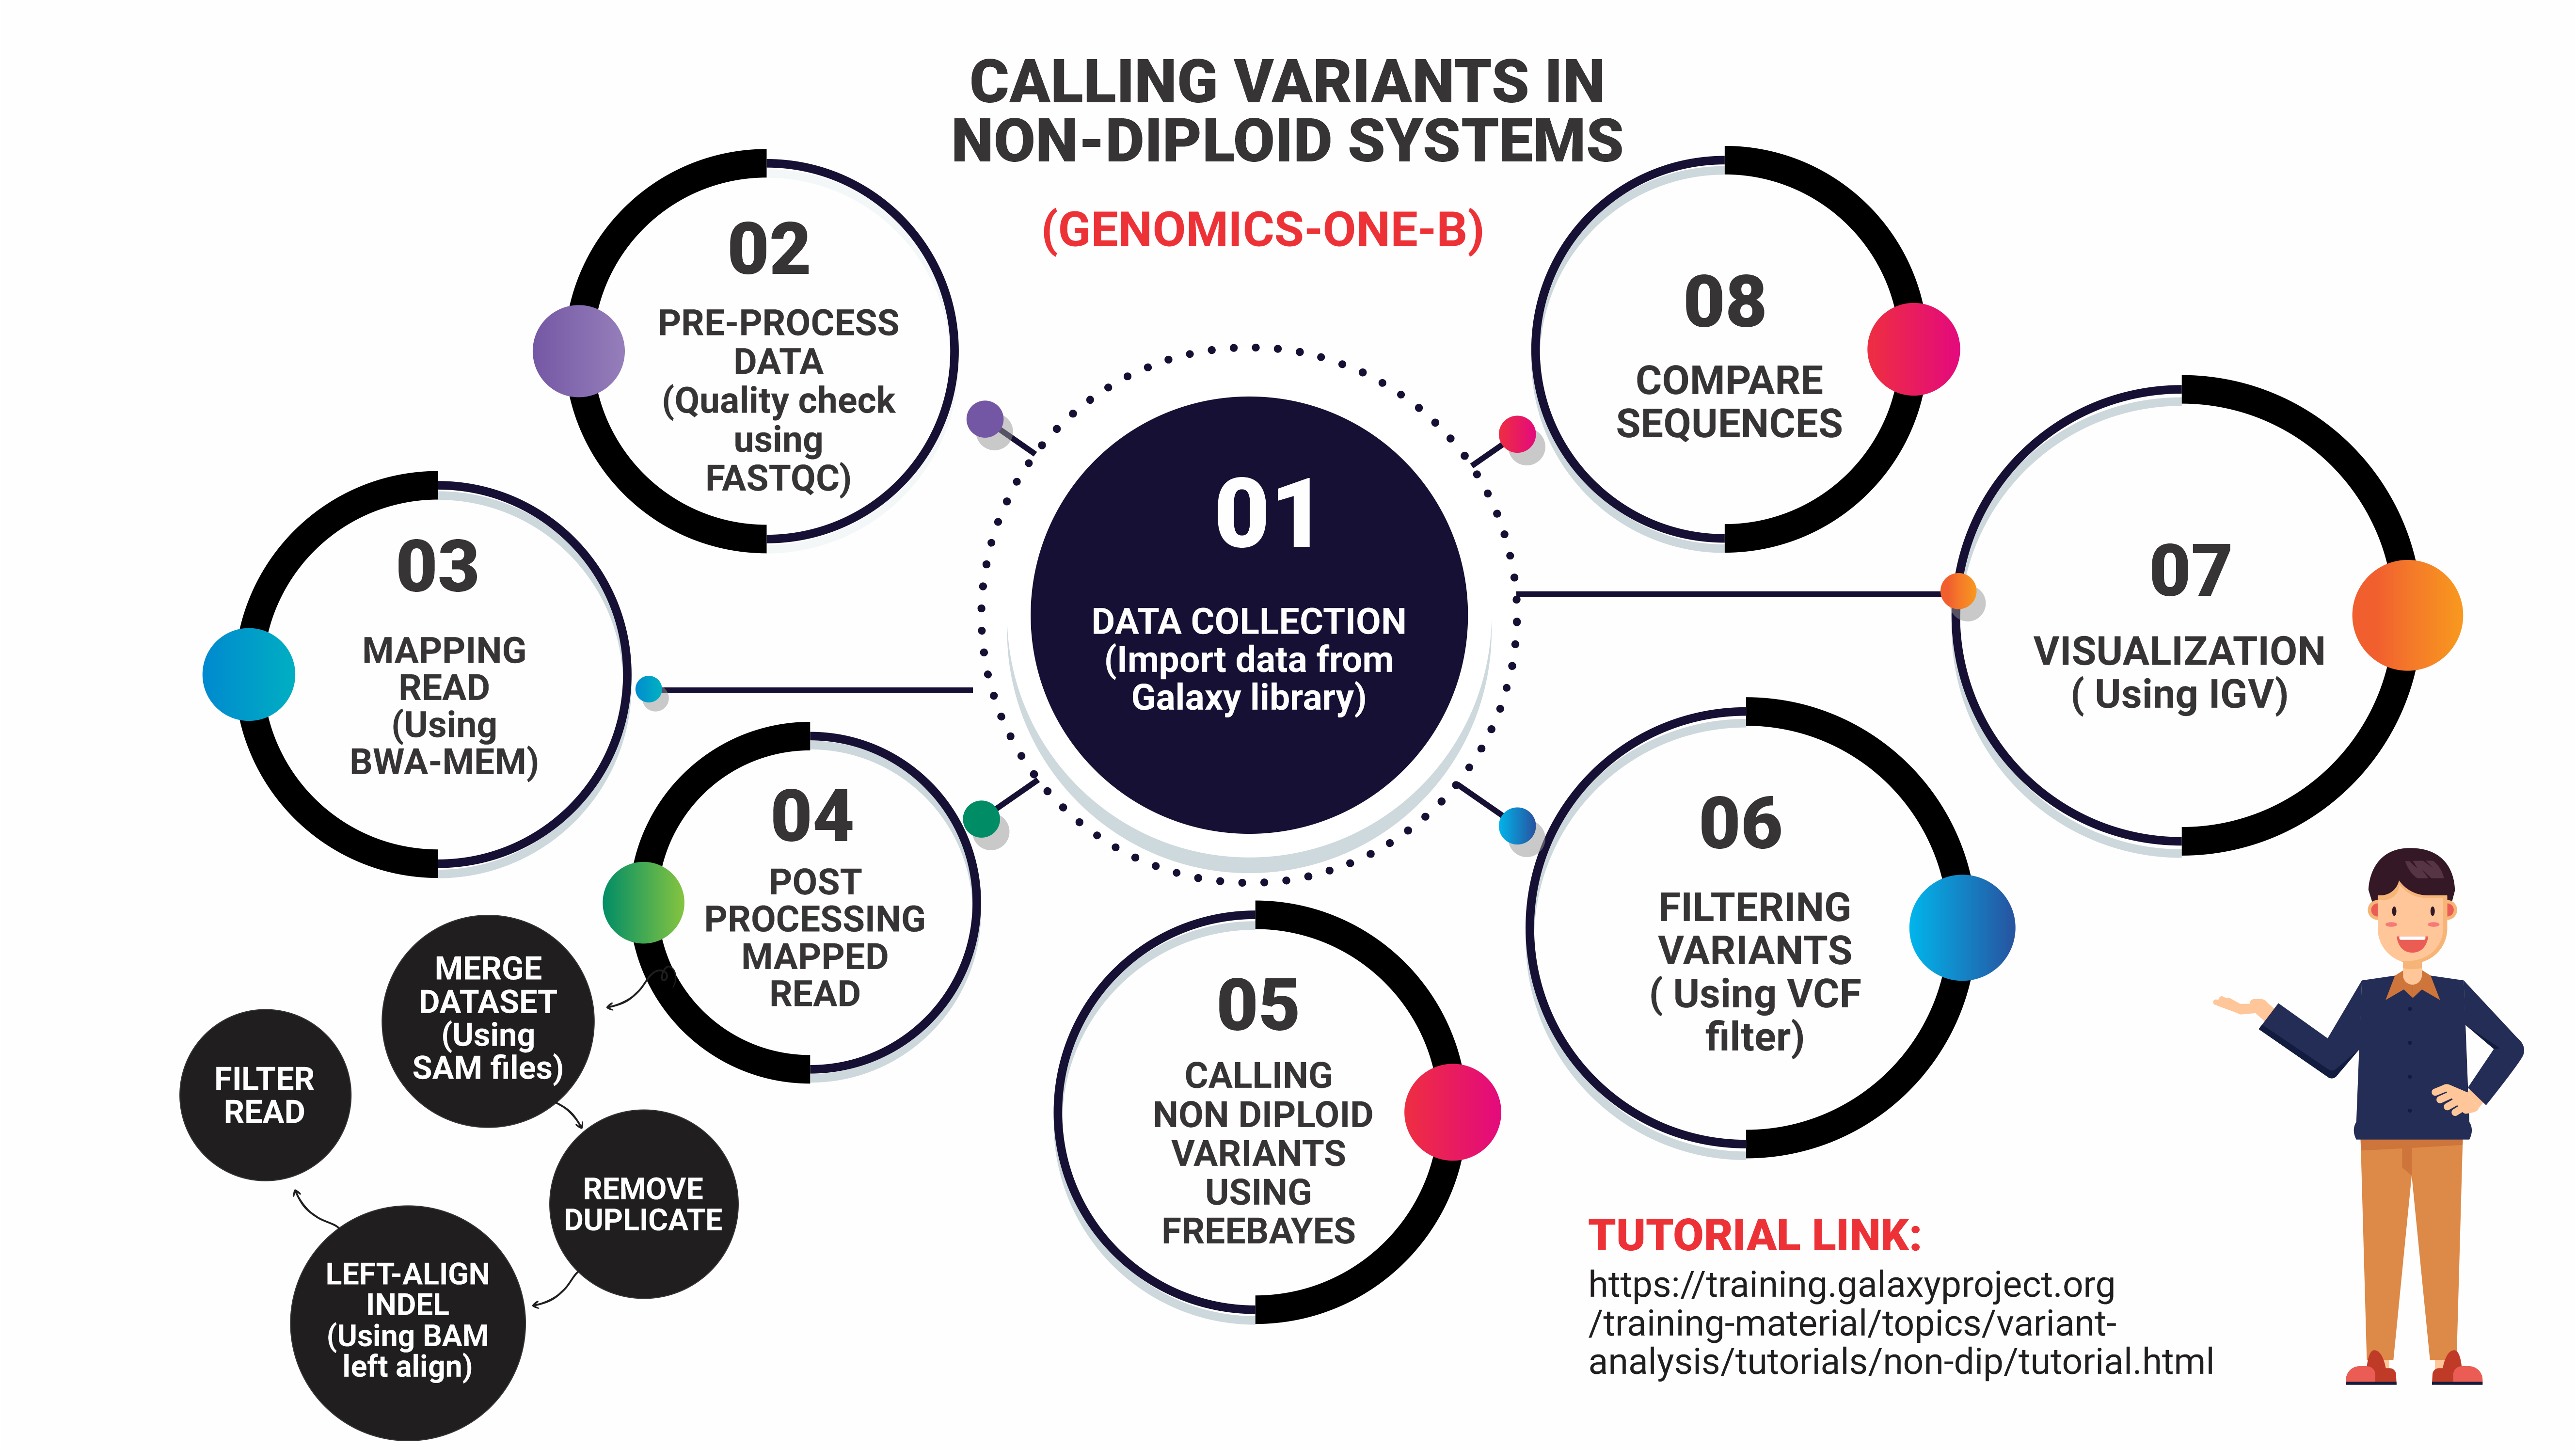 CALLING VARIANTS IN
NON-DIPLOID SYSTEMS
(GENOMICS-ONE-B)
01
DATA COLLECTION
(Import data from
Galaxy library)
02
PRE-PROCESS
DATA
(Quality check
using
FASTQC)
03
MAPPING
READ
(Using
BWA-MEM)
04
POST
PROCESSING
MAPPED
READ
MERGE
DATASET
(Using
SAM files)
REMOVE
DUPLICATE
LEFT-ALIGN
INDEL
(Using BAM
left align)
FILTER
READ
05
CALLING
NON DIPLOID
VARIANTS
USING
FREEBAYES
06
FILTERING
VARIANTS
( Using VCF
filter)
07
VISUALIZATION
( Using IGV)
08
COMPARE
SEQUENCES
TUTORIAL LINK:
https://training.galaxyproject.org
/training-material/topics/variant-
analysis/tutorials/non-dip/tutorial.html